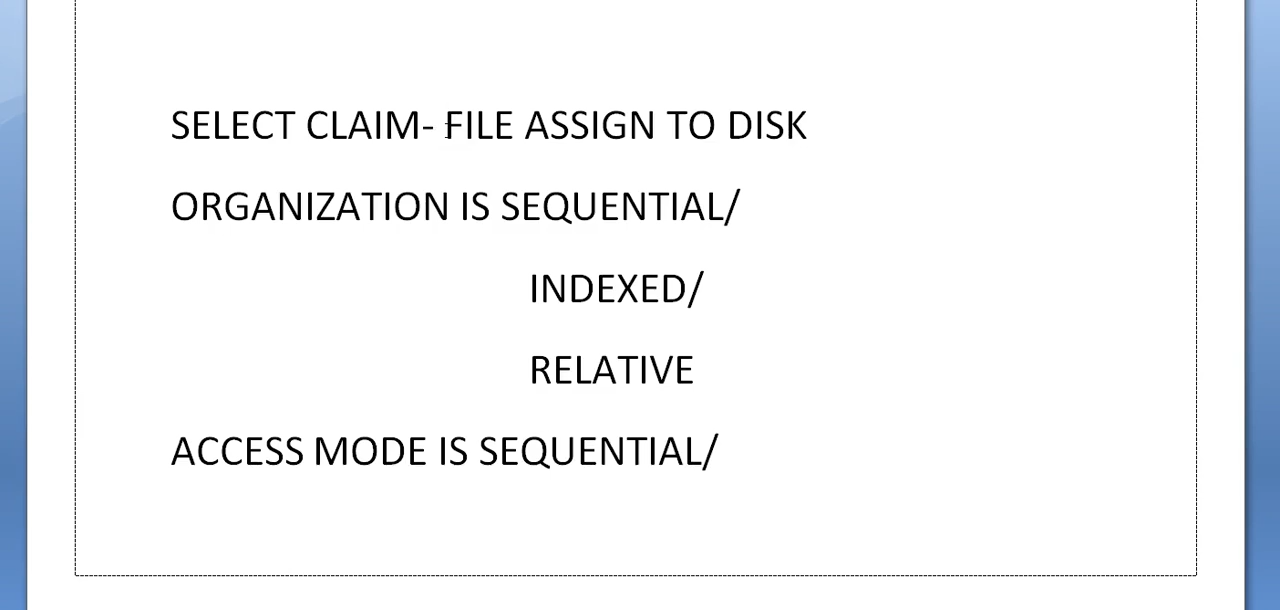 SELECT CLAIM- FILE ASSIGN TO DISK
ORGANIZATION IS SEQUENTIAL/
INDEXED/
RELATIVE
ACCESS MODE IS SEQUENTIAL/